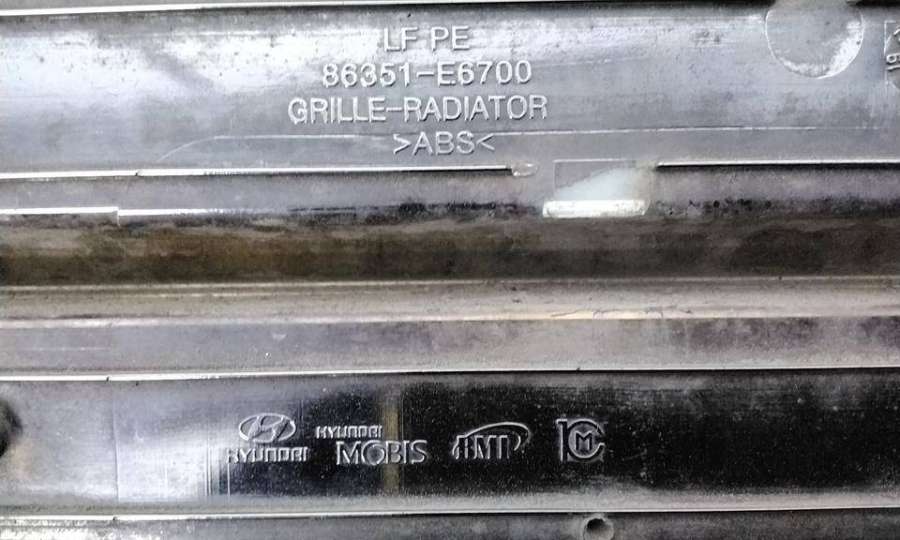 LF PE
86351-E6700
GRILLE-RADIATOR
>ABS<
HYUNDAI
HYUNDAI
MOBIS